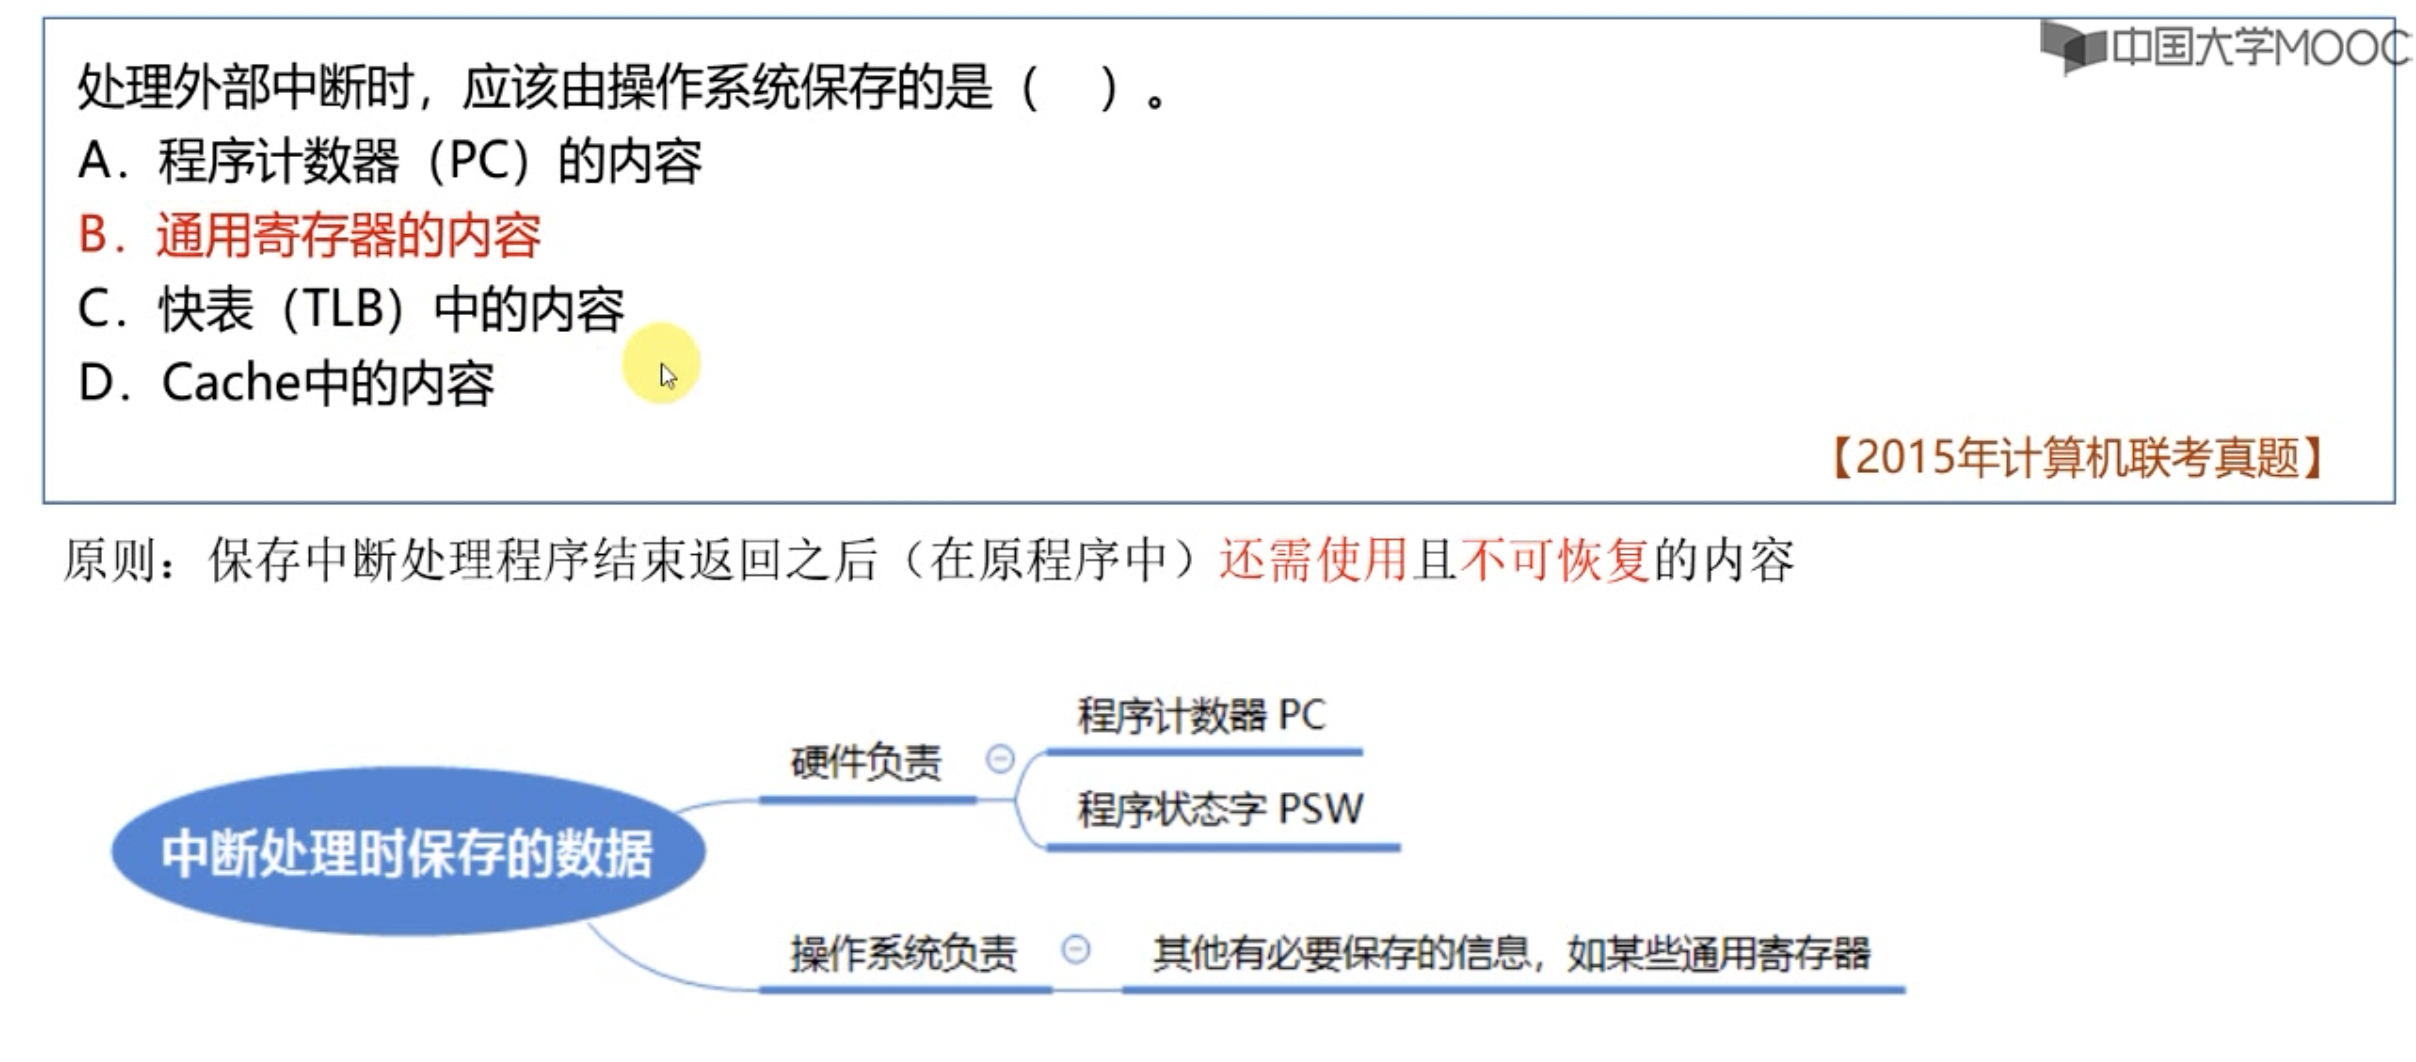 中国大学MOOC
处理外部中断时，应该由操作系统保存的是（　）。
A．程序计数器（PC）的内容
B．通用寄存器的内容
C．快表（TLB）中的内容
D．Cache中的内容
【2015年计算机联考真题】
原则：保存中断处理程序结束返回之后（在原程序中）还需使用且不可恢复的内容
中断处理时保存的数据
硬件负责
程序计数器 PC
程序状态字 PSW
操作系统负责
其他有必要保存的信息，如某些通用寄存器